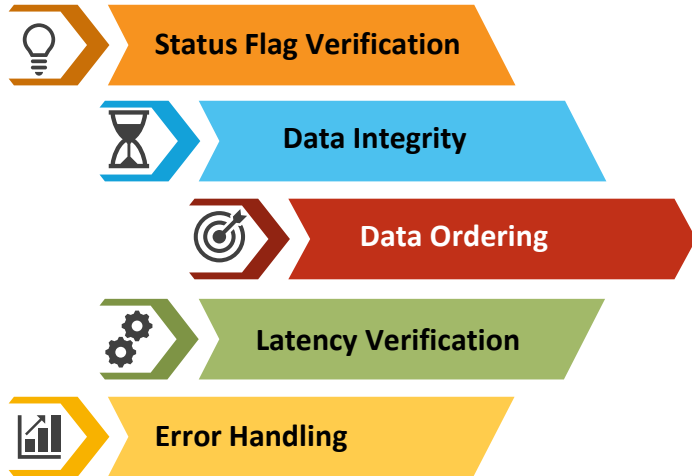 Status Flag Verification
Data Integrity
Data Ordering
Latency Verification
Error Handling